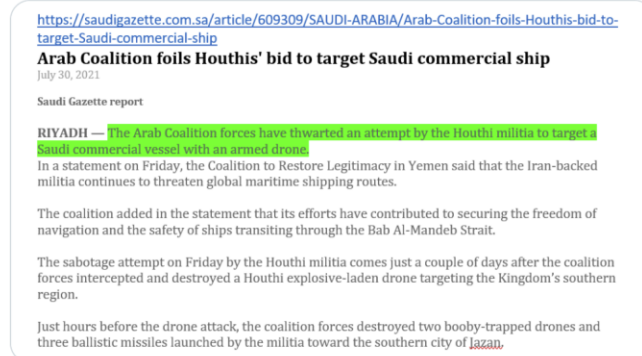 https://saudigazette.com.sa/article/609309/SAUDI-ARABIA/Arab-Coalition-foils-Houthis-bid-to-
target-Saudi-commercial-ship
Arab Coalition foils Houthis' bid to target Saudi commercial ship
July 30, 2021
Saudi Gazette report
RIYADH — The Arab Coalition forces have thwarted an attempt by the Houthi militia to target a
Saudi commercial vessel with an armed drone.
In a statement on Friday, the Coalition to Restore Legitimacy in Yemen said that the Iran-backed
militia continues to threaten global maritime shipping routes.
The coalition added in the statement that its efforts have contributed to securing the freedom of
navigation and the safety of ships transiting through the Bab Al-Mandeb Strait.
The sabotage attempt on Friday by the Houthi militia comes just a couple of days after the coalition
forces intercepted and destroyed a Houthi explosive-laden drone targeting the Kingdom's southern
region.
Just hours before the drone attack, the coalition forces destroyed two booby-trapped drones and
three ballistic missiles launched by the militia toward the southern city of Jazan.